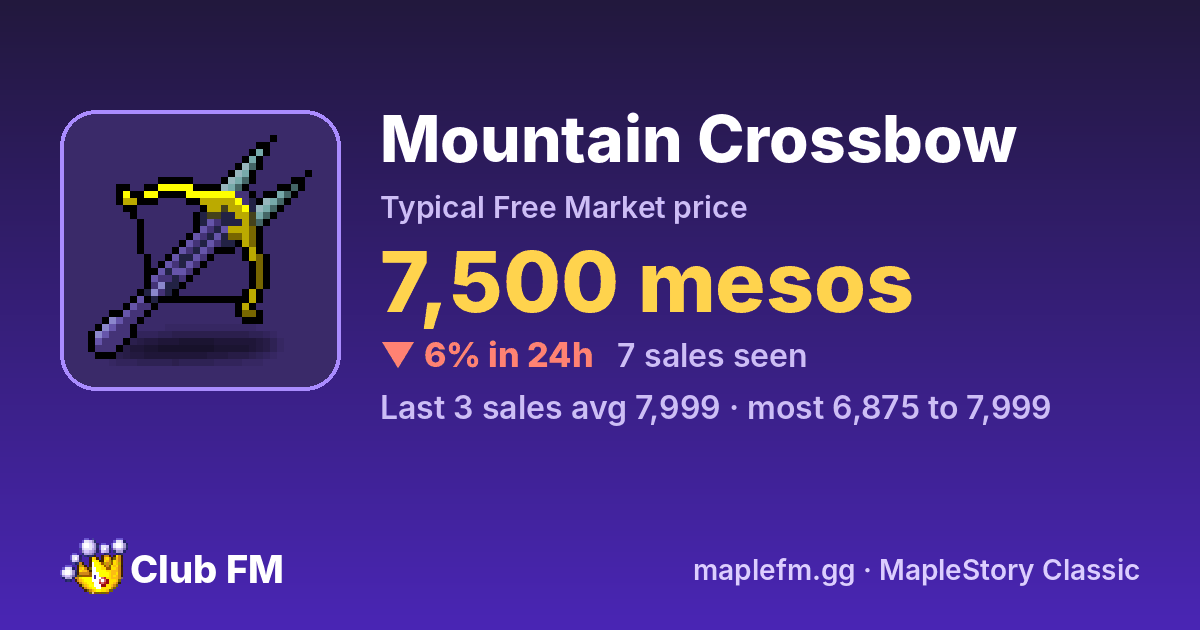 Mountain Crossbow
Typical Free Market price
7,500 mesos
▼ 6% in 24h 7 sales seen
Last 3 sales avg 7,999 · most 6,875 to 7,999
Club FM
maplefm.gg · MapleStory Classic